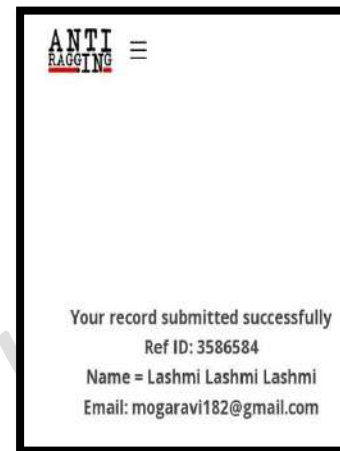 ANTI
RAGGING
Your record submitted successfully
Ref ID: 3586584
Name = Lashmi Lashmi Lashmi
Email: mogaravi182@gmail.com